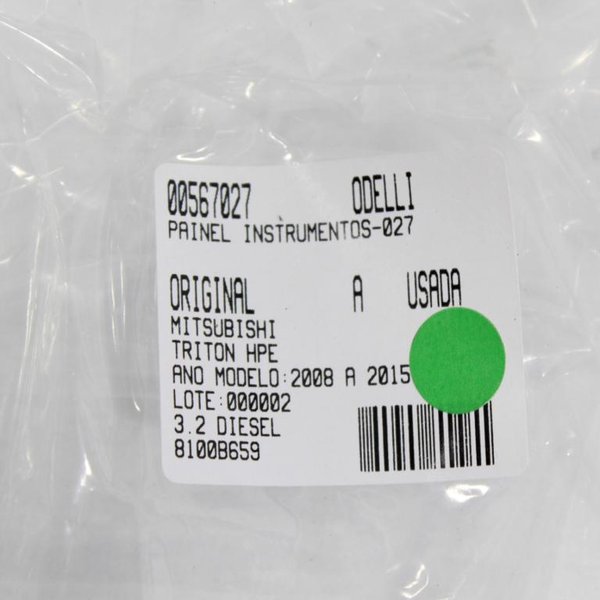 00567027 ODELLI
PAINEL INSTRUMENTOS-027
ORIGINAL A USADA
MITSUBISHI
TRITON HPE
ANO MODELO:2008 A 2015
LOTE:000002
3.2 DIESEL
8100B659